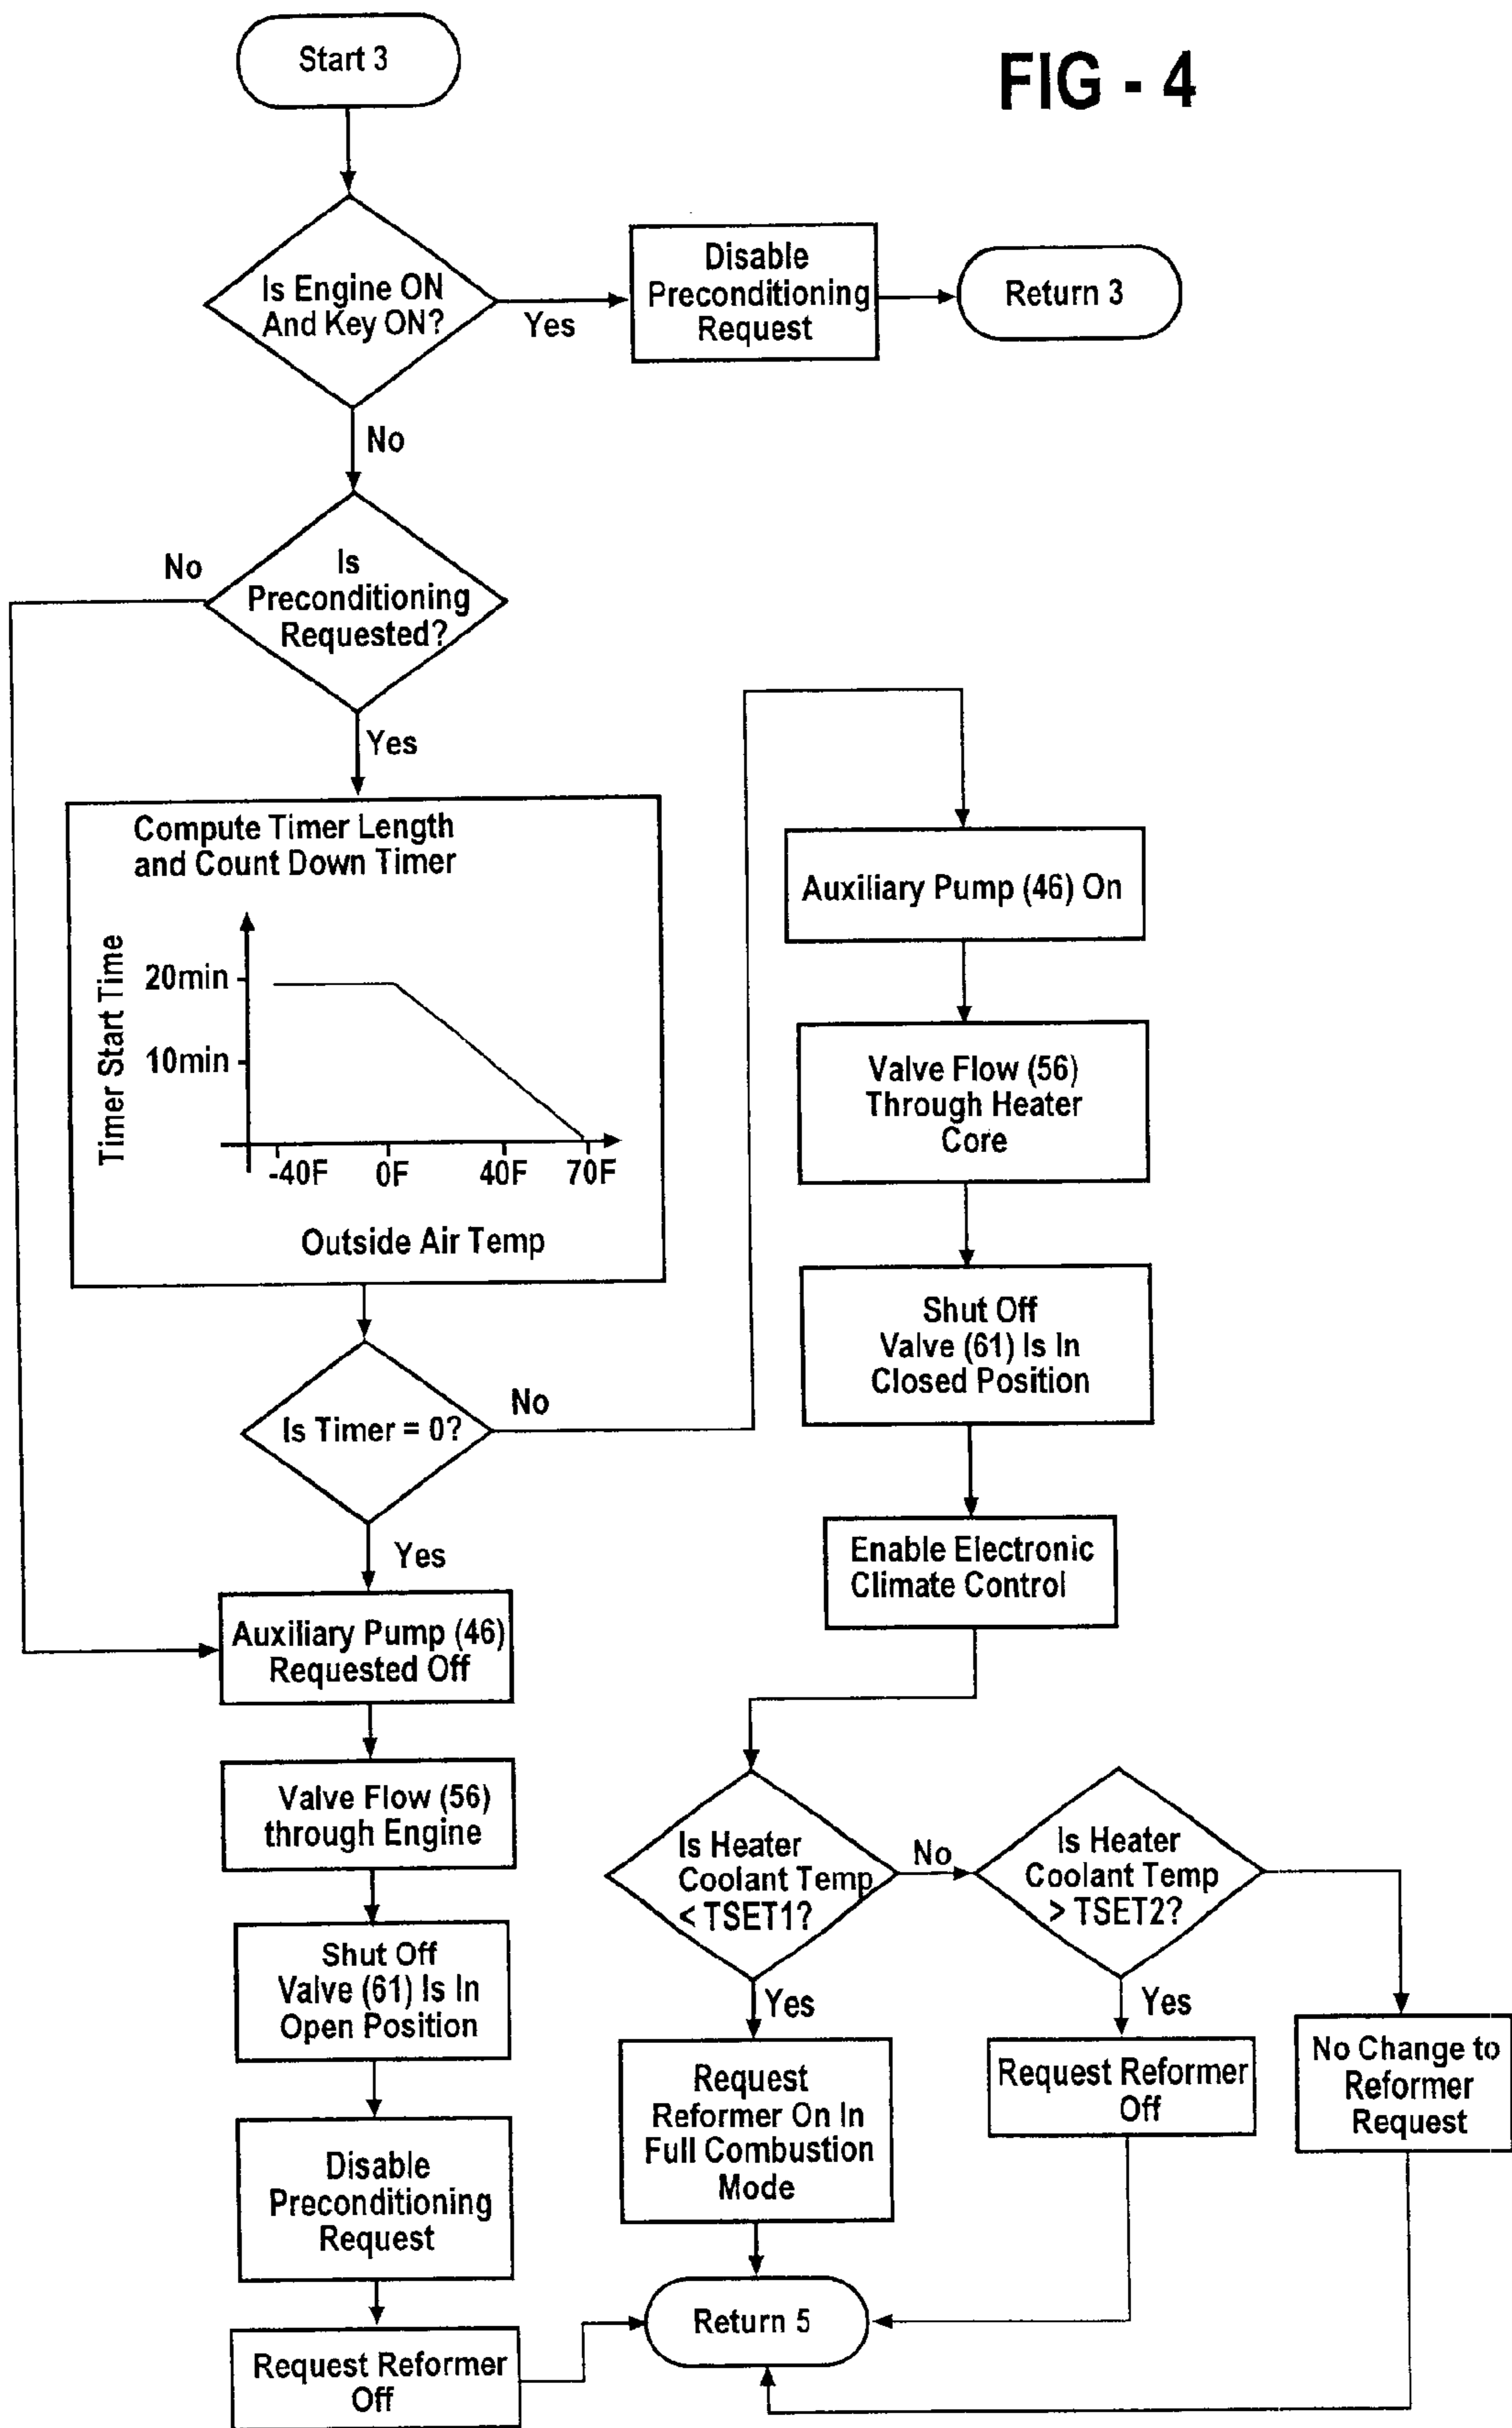 FIG - 4
Start 3
Is Engine ON
And Key ON?
Yes
Disable
Preconditioning
Request
Return 3
No
Is
Preconditioning
Requested?
No
Yes
Compute Timer Length
and Count Down Timer
Timer Start Time
20min
10min
-40F
0F
40F
70F
Outside Air Temp
Is Timer = 0?
No
Yes
Auxiliary Pump (46)
Requested Off
Valve Flow (56)
through Engine
Shut Off
Valve (61) Is In
Open Position
Disable
Preconditioning
Request
Request Reformer
Off
Auxiliary Pump (46) On
Valve Flow (56)
Through Heater
Core
Shut Off
Valve (61) Is In
Closed Position
Enable Electronic
Climate Control
Is Heater
Coolant Temp
< TSET1?
No
Yes
Is Heater
Coolant Temp
> TSET2?
Yes
Request
Reformer On In
Full Combustion
Mode
Request Reformer
Off
No Change to
Reformer
Request
Return 5